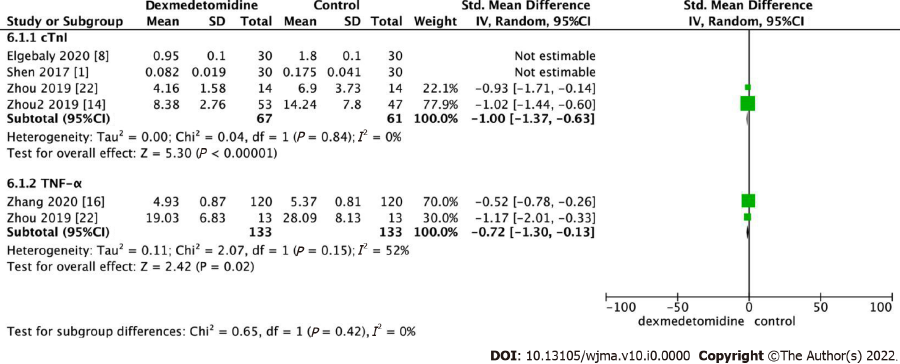 Dexmedetomidine Control Std. Mean Difference Std. Mean Difference
Study or Subgroup Mean SD Total Mean SD Total Weight IV, Random, 95%CI IV, Random, 95%CI
6.1.1 cTnI
Elgebaly 2020 [8] 0.95 0.1 30 1.8 0.1 30 Not estimable
Shen 2017 [1] 0.082 0.019 30 0.175 0.041 30 Not estimable
Zhou 2019 [22] 4.16 1.58 14 6.9 3.73 14 22.1% −0.93 [−1.71, −0.14]
Zhou2 2019 [14] 8.38 2.76 53 14.24 7.8 47 77.9% −1.02 [−1.44, −0.60]
Subtotal (95%CI) 67 61 100.0% −1.00 [−1.37, −0.63]
Heterogeneity: Tau² = 0.00; Chi² = 0.04, df = 1 (P = 0.84); I² = 0%
Test for overall effect: Z = 5.30 (P < 0.00001)
6.1.2 TNF−α
Zhang 2020 [16] 4.93 0.87 120 5.37 0.81 120 70.0% −0.52 [−0.78, −0.26]
Zhou 2019 [22] 19.03 6.83 13 28.09 8.13 13 30.0% −1.17 [−2.01, −0.33]
Subtotal (95%CI) 133 133 100.0% −0.72 [−1.30, −0.13]
Heterogeneity: Tau² = 0.11; Chi² = 2.07, df = 1 (P = 0.15); I² = 52%
Test for overall effect: Z = 2.42 (P = 0.02)
−100 −50 0 50 100
dexmedetomidine control
Test for subgroup differences: Chi² = 0.65, df = 1 (P = 0.42), I² = 0%
DOI: 10.13105/wjma.v10.i0.0000 Copyright ©The Author(s) 2022.